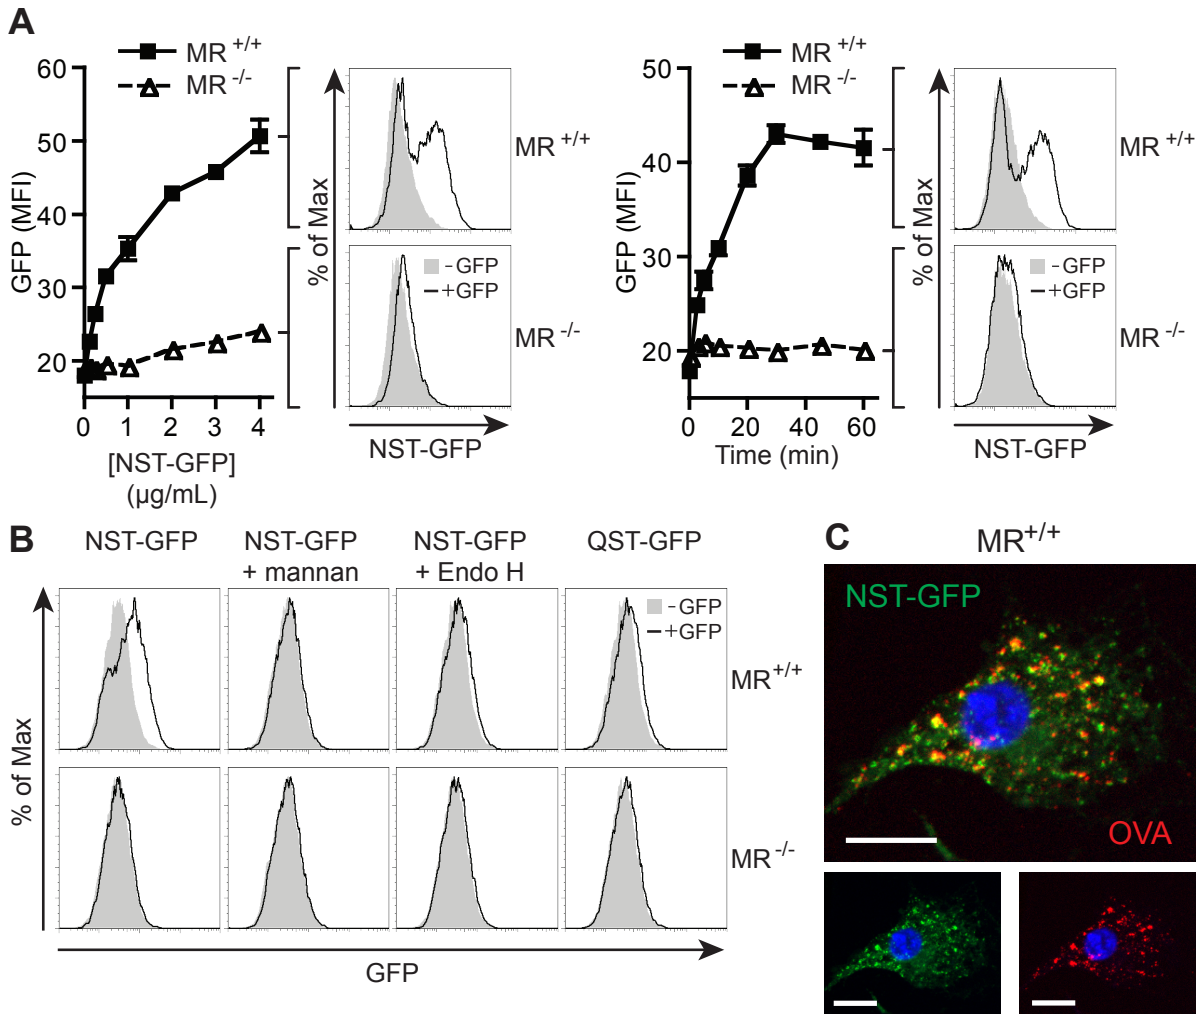 A
MR +/+
MR -/-
60
50
40
30
20
GFP (MFI)
0 1 2 3 4
[NST-GFP]
(µg/mL)
% of Max
MR +/+
-GFP
+GFP
MR -/-
NST-GFP
MR +/+
MR -/-
50
40
30
20
GFP (MFI)
0 20 40 60
Time (min)
% of Max
MR +/+
-GFP
+GFP
MR -/-
NST-GFP
B
NST-GFP
NST-GFP
+ mannan
NST-GFP
+ Endo H
QST-GFP
-GFP
+GFP
% of Max
MR+/+
MR -/-
GFP
C
MR+/+
NST-GFP
OVA